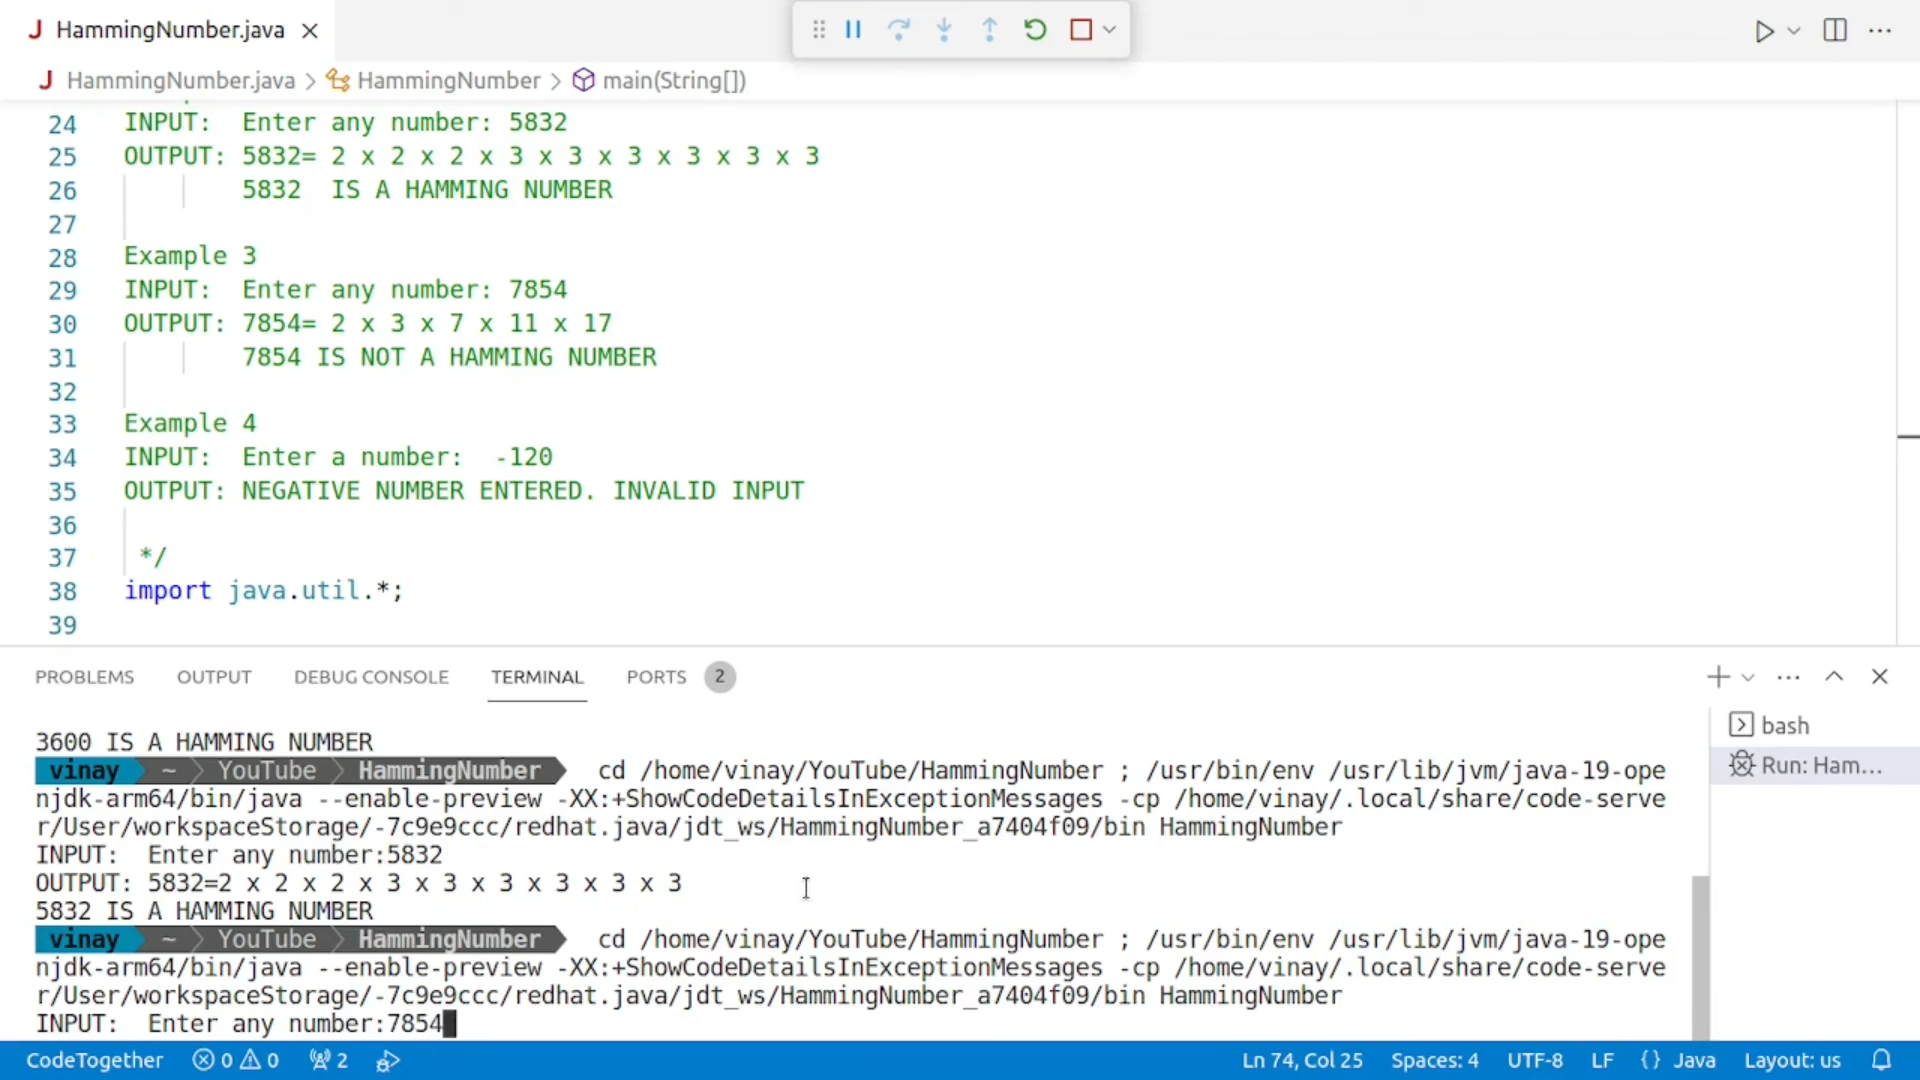 HammingNumber.java
HammingNumber.java > HammingNumber > main(String[])
24 INPUT:  Enter any number: 5832
25 OUTPUT: 5832= 2 x 2 x 2 x 3 x 3 x 3 x 3 x 3 x 3
26 5832  IS A HAMMING NUMBER
27
28 Example 3
29 INPUT:  Enter any number: 7854
30 OUTPUT: 7854= 2 x 3 x 7 x 11 x 17
31 7854 IS NOT A HAMMING NUMBER
32
33 Example 4
34 INPUT:  Enter a number:  -120
35 OUTPUT: NEGATIVE NUMBER ENTERED. INVALID INPUT
36
37 */
38 import java.util.*;
39
PROBLEMS OUTPUT DEBUG CONSOLE TERMINAL PORTS 2
3600 IS A HAMMING NUMBER
vinay ~ YouTube HammingNumber cd /home/vinay/YouTube/HammingNumber ; /usr/bin/env /usr/lib/jvm/java-19-ope
njdk-arm64/bin/java --enable-preview -XX:+ShowCodeDetailsInExceptionMessages -cp /home/vinay/.local/share/code-serve
r/User/workspaceStorage/-7c9e9ccc/redhat.java/jdt_ws/HammingNumber_a7404f09/bin HammingNumber
INPUT:  Enter any number:5832
OUTPUT: 5832=2 x 2 x 2 x 3 x 3 x 3 x 3 x 3 x 3
5832 IS A HAMMING NUMBER
vinay ~ YouTube HammingNumber cd /home/vinay/YouTube/HammingNumber ; /usr/bin/env /usr/lib/jvm/java-19-ope
njdk-arm64/bin/java --enable-preview -XX:+ShowCodeDetailsInExceptionMessages -cp /home/vinay/.local/share/code-serve
r/User/workspaceStorage/-7c9e9ccc/redhat.java/jdt_ws/HammingNumber_a7404f09/bin HammingNumber
INPUT:  Enter any number:7854
bash
Run: Ham...
CodeTogether 0 0 2 Ln 74, Col 25 Spaces: 4 UTF-8 LF {} Java Layout: us